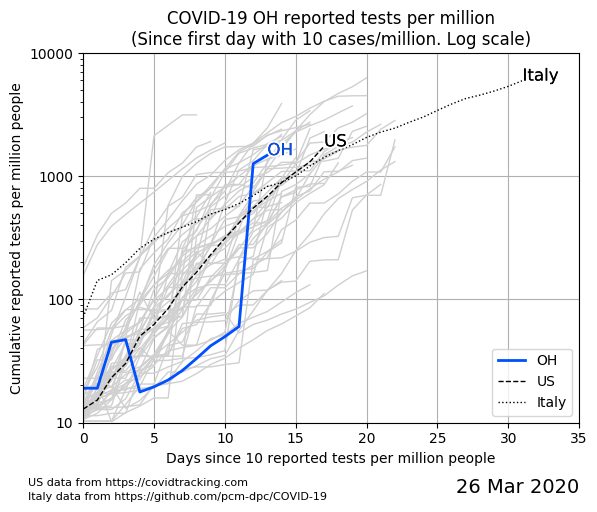 COVID-19 OH reported tests per million
(Since first day with 10 cases/million. Log scale)
Cumulative reported tests per million people
10000
1000
100
10
Italy
US
OH
OH
US
Italy
0 5 10 15 20 25 30 35
Days since 10 reported tests per million people
US data from https://covidtracking.com
Italy data from https://github.com/pcm-dpc/COVID-19
26 Mar 2020